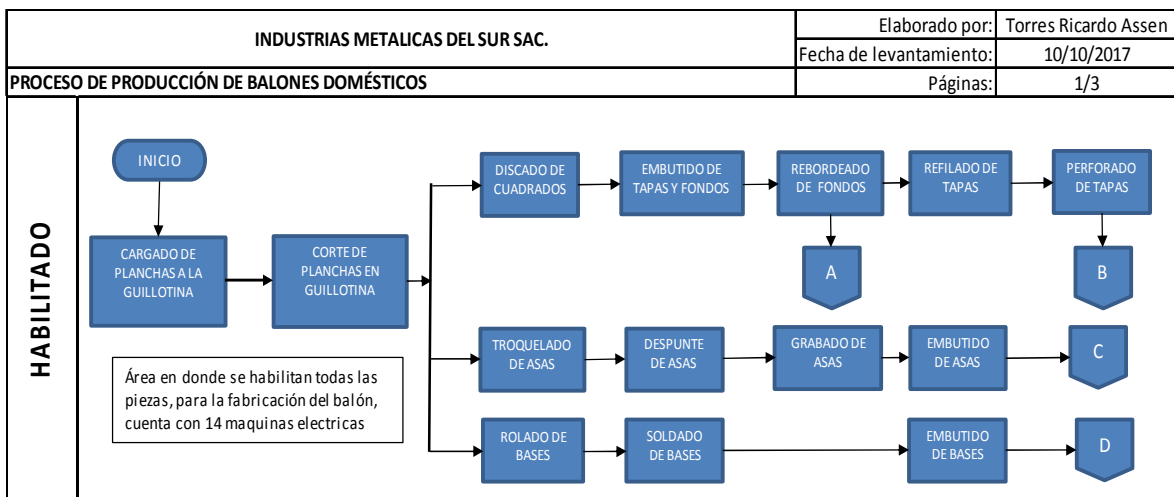 INDUSTRIAS METALICAS DEL SUR SAC.
Elaborado por: Torres Ricardo Assen
Fecha de levantamiento: 10/10/2017
PROCESO DE PRODUCCIÓN DE BALONES DOMÉSTICOS
Páginas: 1/3
HABILITADO
INICIO
CARGADO DE
PLANCHAS A LA
GUILLOTINA
CORTE DE
PLANCHAS EN
GUILLOTINA
DISCADO DE
CUADRADOS
EMBUTIDO DE
TAPAS Y FONDOS
REBORDEADO
DE FONDOS
REFILADO DE
TAPAS
PERFORADO
DE TAPAS
A
B
TROQUELADO
DE ASAS
DESPUNTE
DE ASAS
GRABADO DE
ASAS
EMBUTIDO
DE ASAS
C
Área en donde se habilitan todas las
piezas, para la fabricación del balón,
cuenta con 14 maquinas electricas
ROLADO DE
BASES
SOLDADO
DE BASES
EMBUTIDO
DE BASES
D